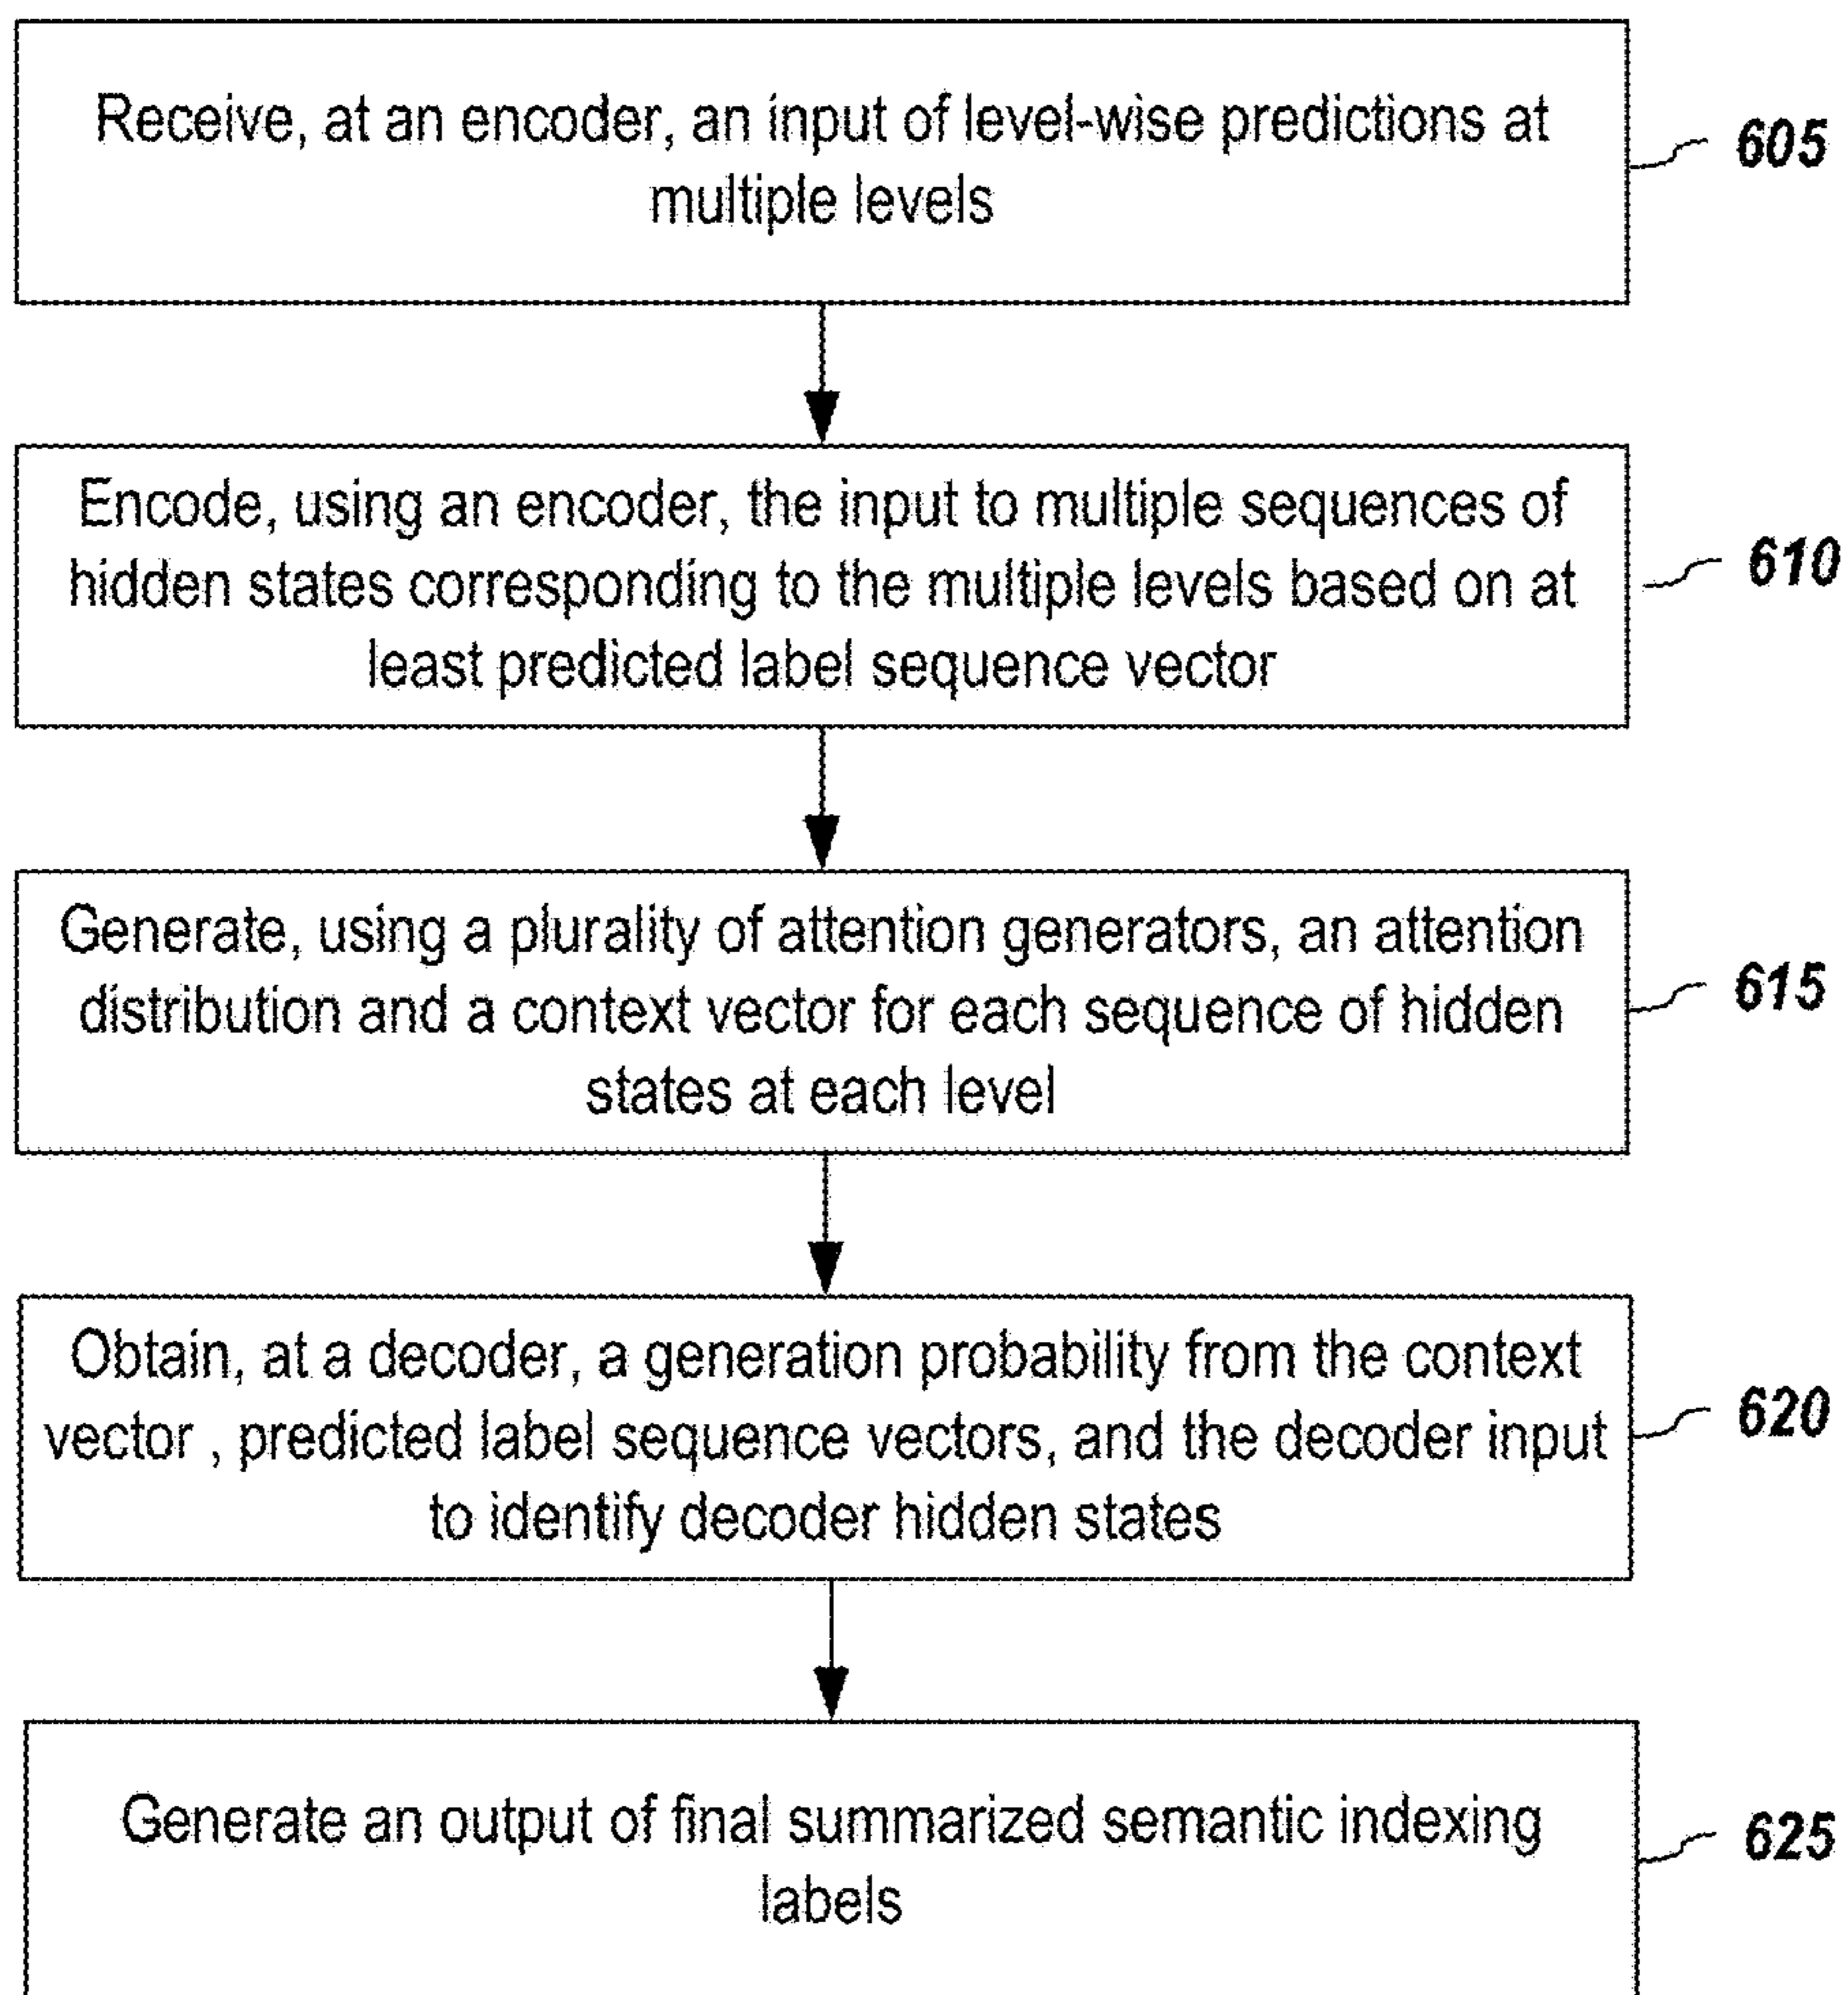 Receive, at an encoder, an input of level-wise predictions at
multiple levels
605
Encode, using an encoder, the input to multiple sequences of
hidden states corresponding to the multiple levels based on at
least predicted label sequence vector
610
Generate, using a plurality of attention generators, an attention
distribution and a context vector for each sequence of hidden
states at each level
615
Obtain, at a decoder, a generation probability from the context
vector , predicted label sequence vectors, and the decoder input
to identify decoder hidden states
620
Generate an output of final summarized semantic indexing
labels
625